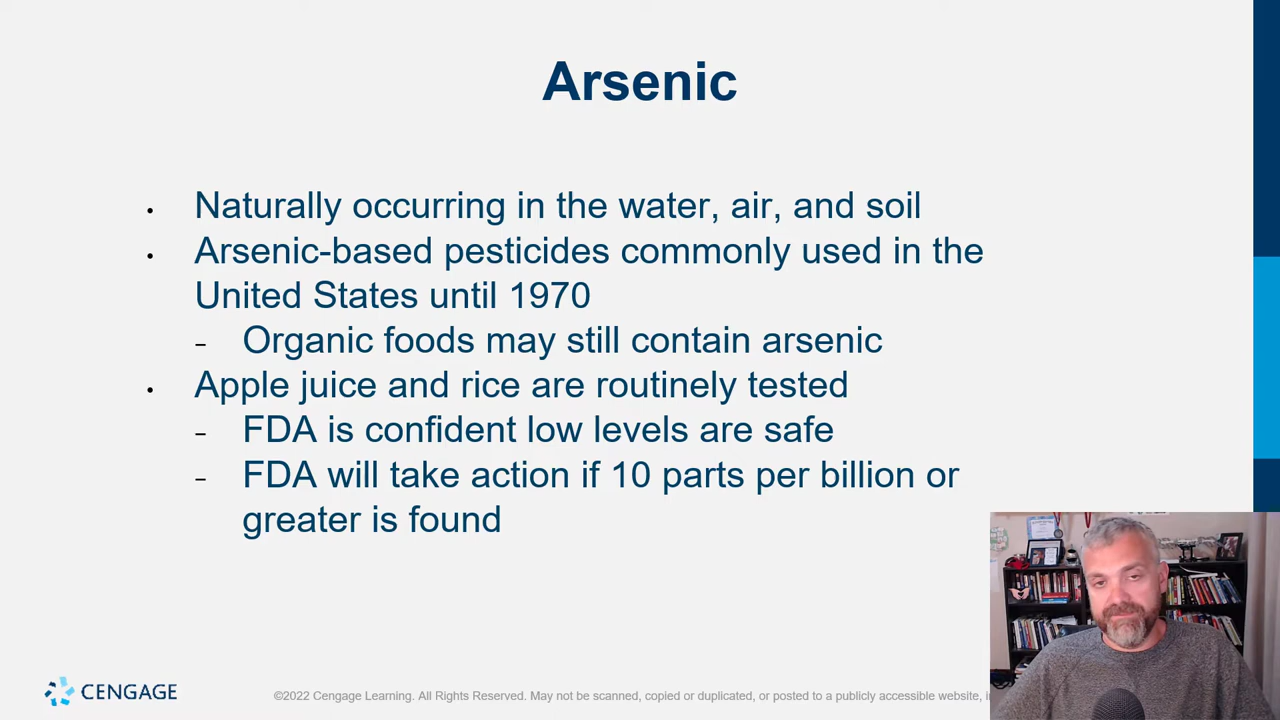 Arsenic
• Naturally occurring in the water, air, and soil
• Arsenic-based pesticides commonly used in the
United States until 1970
– Organic foods may still contain arsenic
• Apple juice and rice are routinely tested
– FDA is confident low levels are safe
– FDA will take action if 10 parts per billion or
greater is found
CENGAGE
©2022 Cengage Learning. All Rights Reserved. May not be scanned, copied or duplicated, or posted to a publicly accessible website,